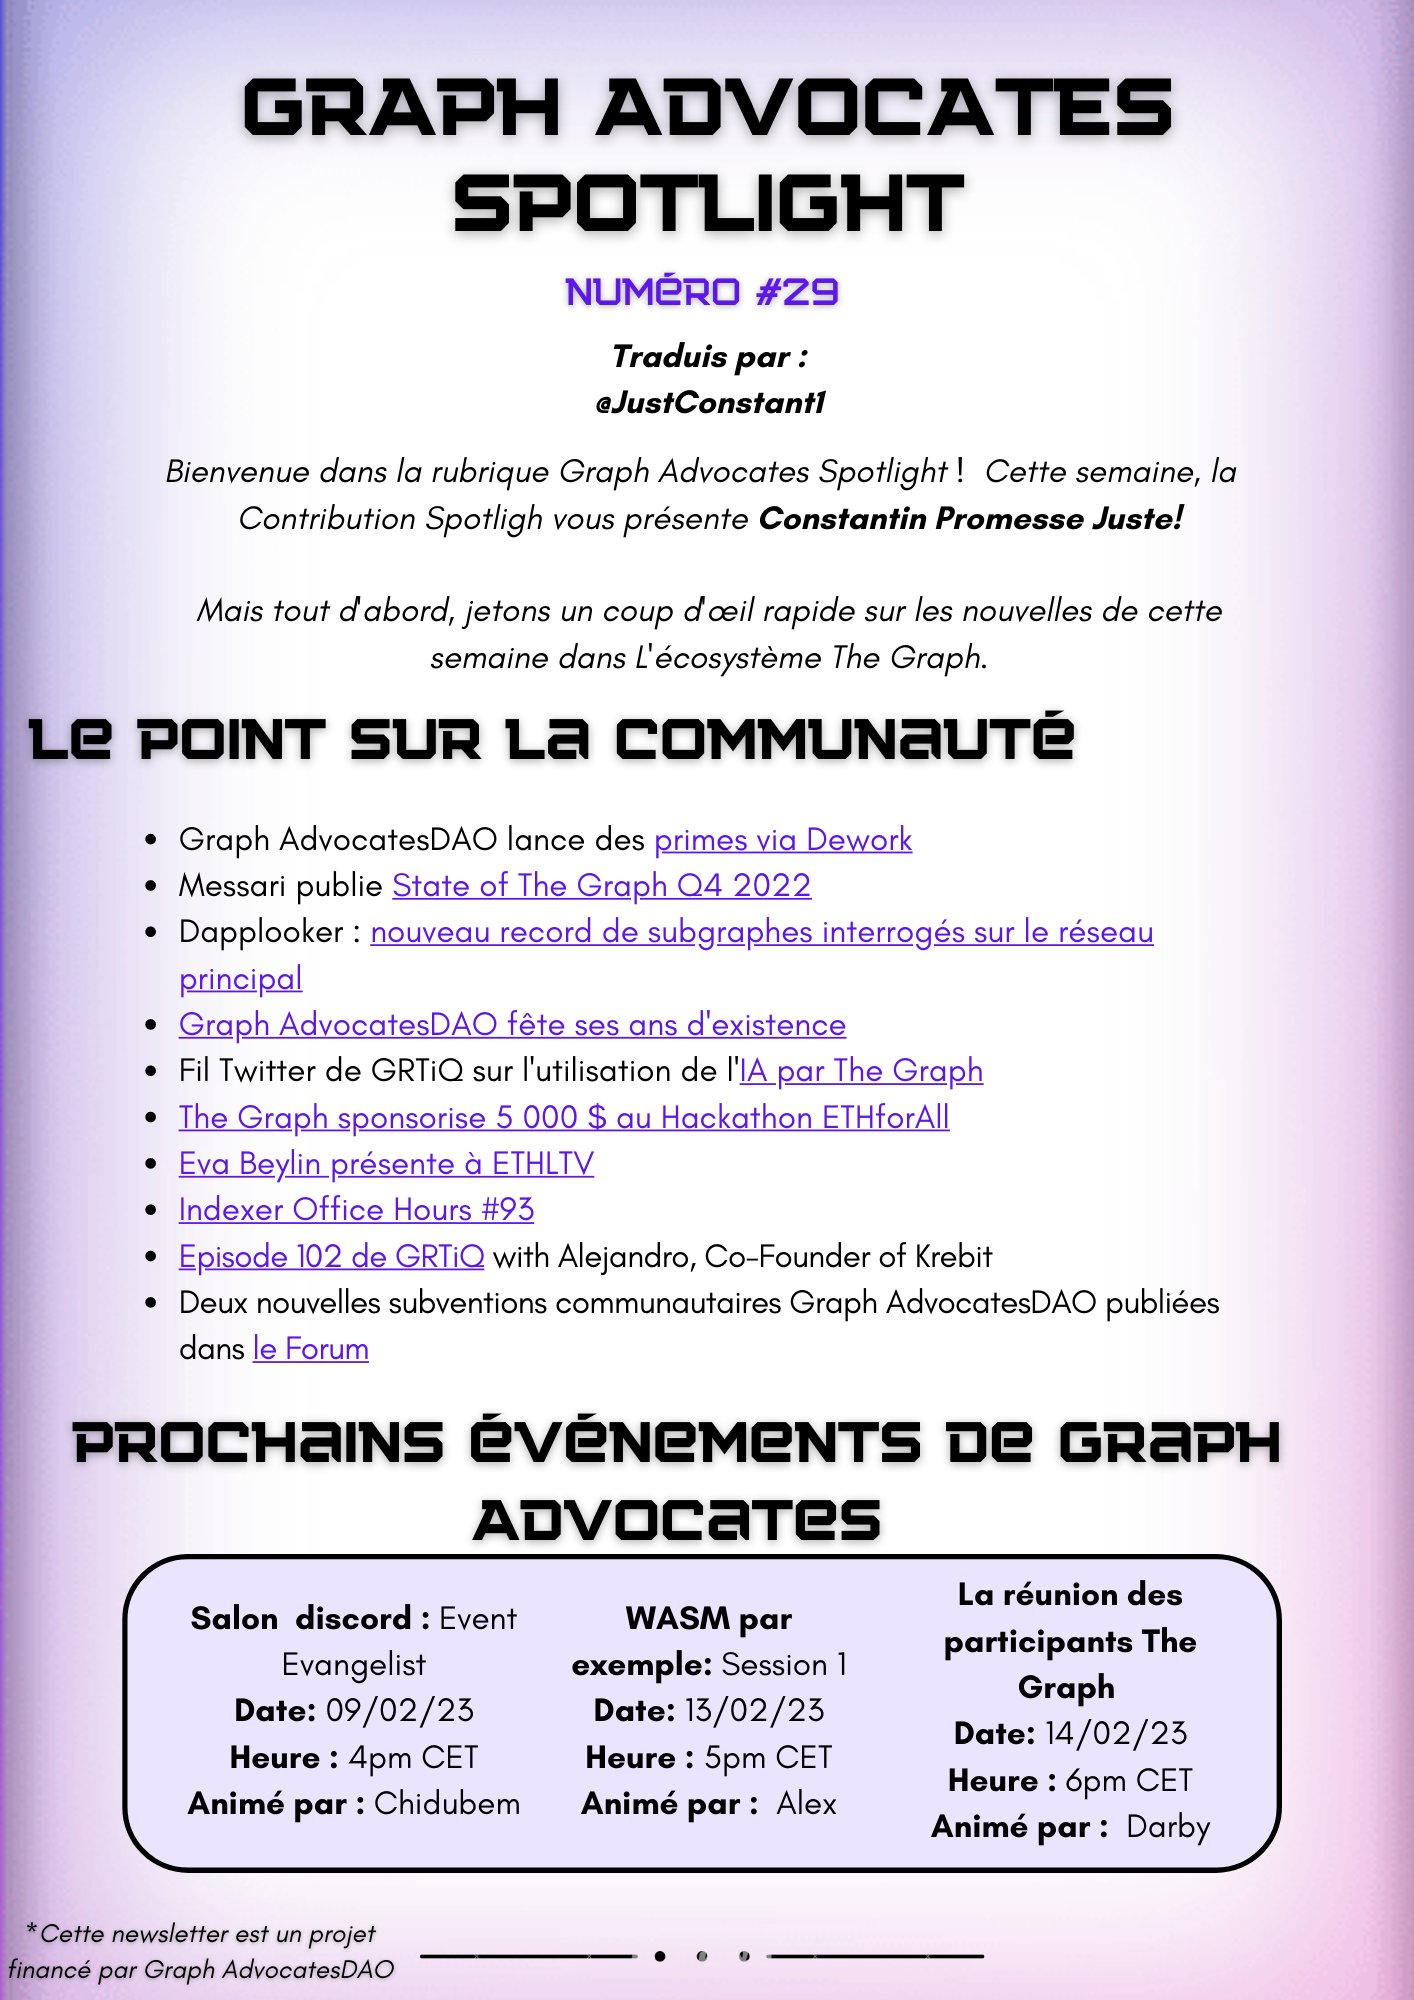 GRAPH ADVOCATES
SPOTLIGHT
NUMÉRO #29
Traduis par :
@JustConstant1
Bienvenue dans la rubrique Graph Advocates Spotlight ! Cette semaine, la
Contribution Spotligh vous présente Constantin Promesse Juste!
Mais tout d'abord, jetons un coup d'œil rapide sur les nouvelles de cette
semaine dans L'écosystème The Graph.
Le POINT SUR La COMMUNaUTÉ
• Graph AdvocatesDAO lance des primes via Dework
• Messari publie State of The Graph Q4 2022
• Dapplooker : nouveau record de subgraphes interrogés sur le réseau
principal
• Graph AdvocatesDAO fête ses ans d'existence
• Fil Twitter de GRTiQ sur l'utilisation de l'IA par The Graph
• The Graph sponsorise 5 000 $ au Hackathon ETHforAll
• Eva Beylin présente à ETHLTV
• Indexer Office Hours #93
• Episode 102 de GRTiQ with Alejandro, Co-Founder of Krebit
• Deux nouvelles subventions communautaires Graph AdvocatesDAO publiées
dans le Forum
PROCHaINS ÉVÉNeMeNTS De GRaPH
ADVOCaTeS
Salon discord : Event
Evangelist
Date: 09/02/23
Heure : 4pm CET
Animé par : Chidubem
WASM par
exemple: Session 1
Date: 13/02/23
Heure : 5pm CET
Animé par : Alex
La réunion des
participants The
Graph
Date: 14/02/23
Heure : 6pm CET
Animé par : Darby
*Cette newsletter est un projet
financé par Graph AdvocatesDAO